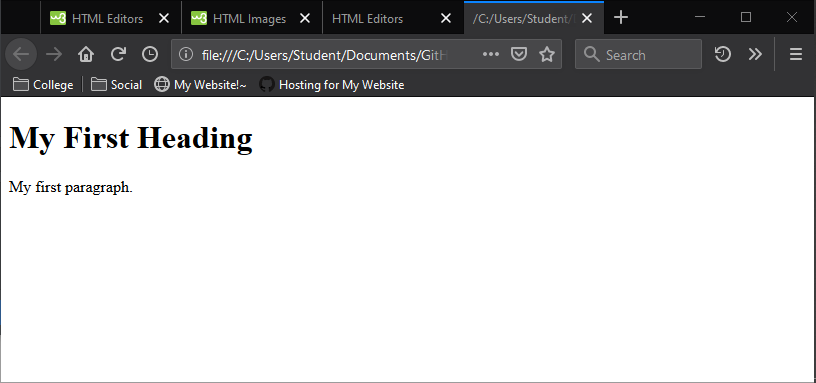 HTML Editors HTML Images HTML Editors /C:/Users/Student/
file:///C:/Users/Student/Documents/GitH Search
College Social My Website!~ Hosting for My Website
My First Heading
My first paragraph.